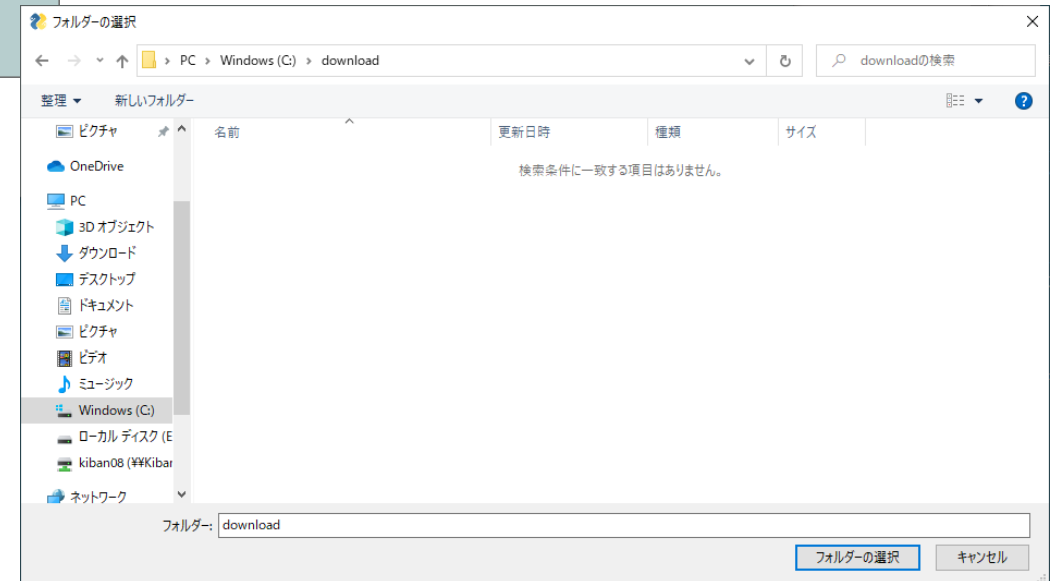 フォルダーの選択
PC > Windows (C:) > download
downloadの検索
整理
新しいフォルダー
名前
更新日時
種類
サイズ
検索条件に一致する項目はありません。
ピクチャ
OneDrive
PC
3D オブジェクト
ダウンロード
デスクトップ
ドキュメント
ピクチャ
ビデオ
ミュージック
Windows (C:)
ローカル ディスク (E
kiban08 (¥¥Kiban
ネットワーク
フォルダー: download
フォルダーの選択
キャンセル